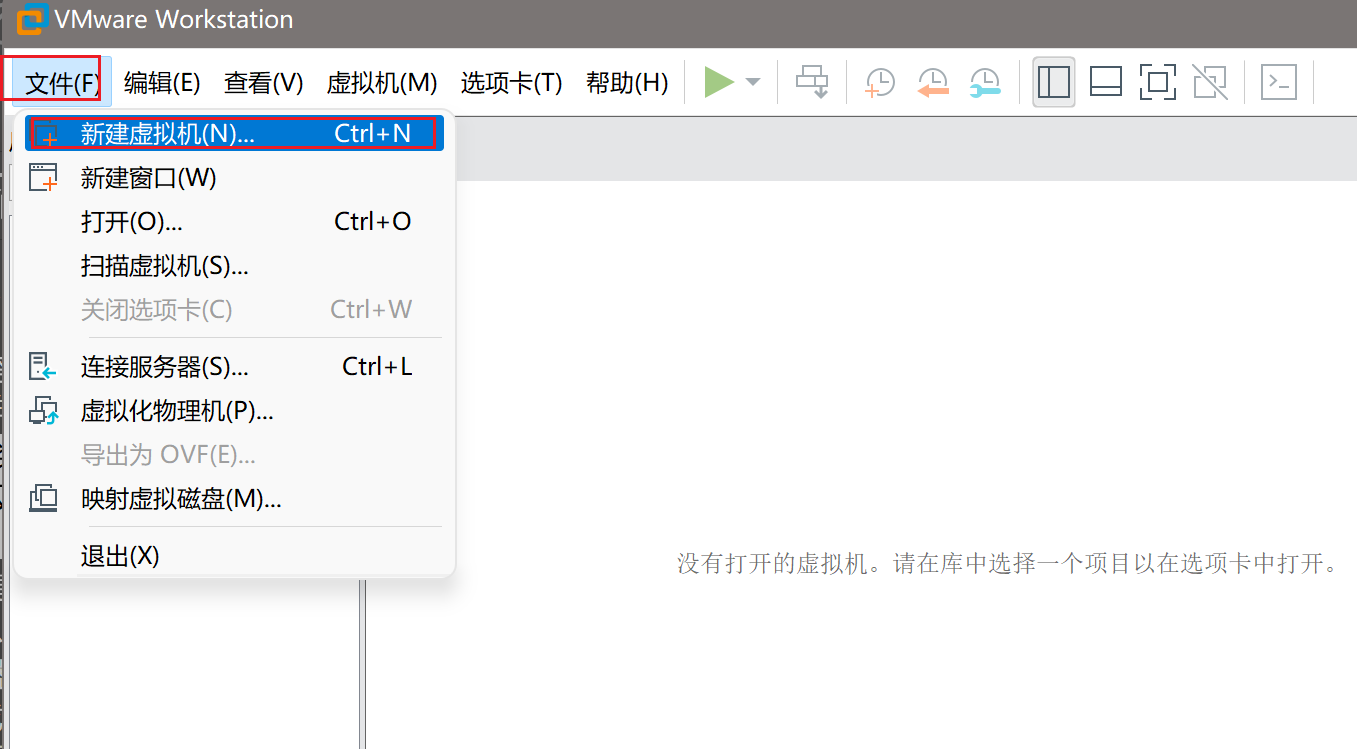 VMware Workstation
文件(F) 编辑(E) 查看(V) 虚拟机(M) 选项卡(T) 帮助(H)
新建虚拟机(N)... Ctrl+N
新建窗口(W)
打开(O)... Ctrl+O
扫描虚拟机(S)...
关闭选项卡(C) Ctrl+W
连接服务器(S)... Ctrl+L
虚拟化物理机(P)...
导出为 OVF(E)...
映射虚拟磁盘(M)...
退出(X)
没有打开的虚拟机。请在库中选择一个项目以在选项卡中打开。